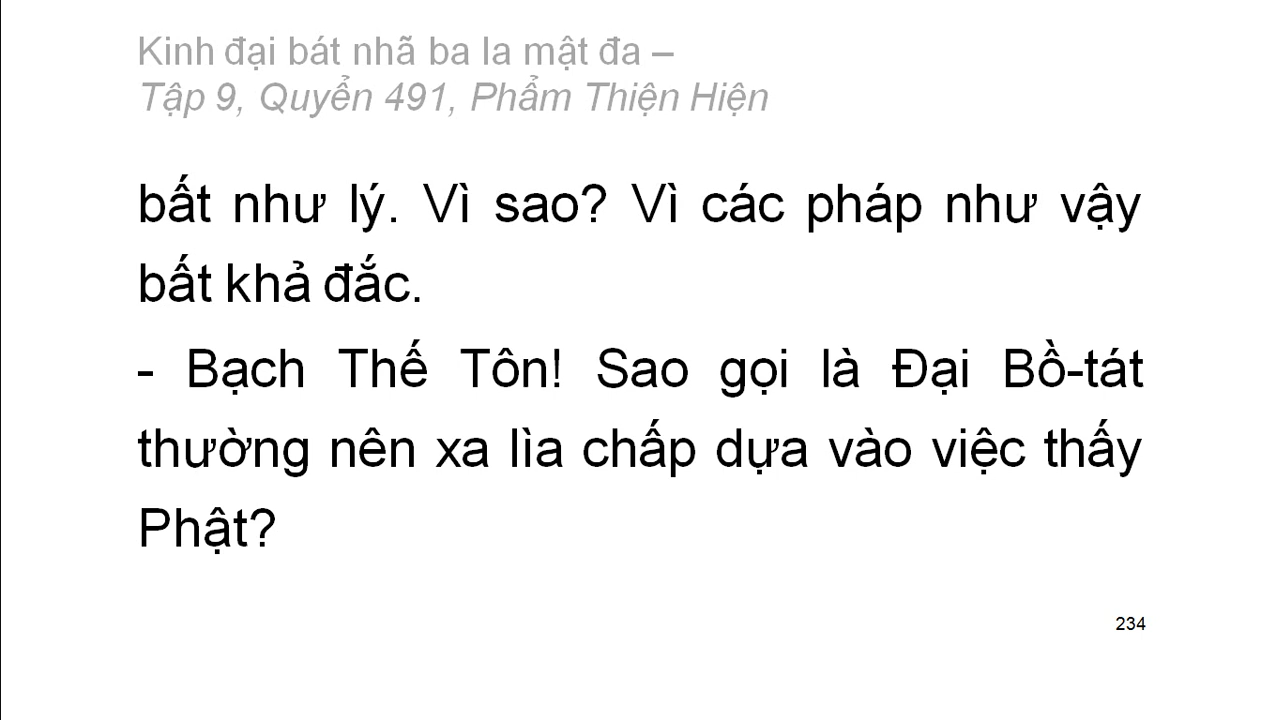 Kinh đại bát nhã ba la mật đa –
Tập 9, Quyển 491, Phẩm Thiện Hiện
bất như lý. Vì sao? Vì các pháp như vậy
bất khả đắc.
- Bạch Thế Tôn! Sao gọi là Đại Bồ-tát
thường nên xa lìa chấp dựa vào việc thấy
Phật?
234